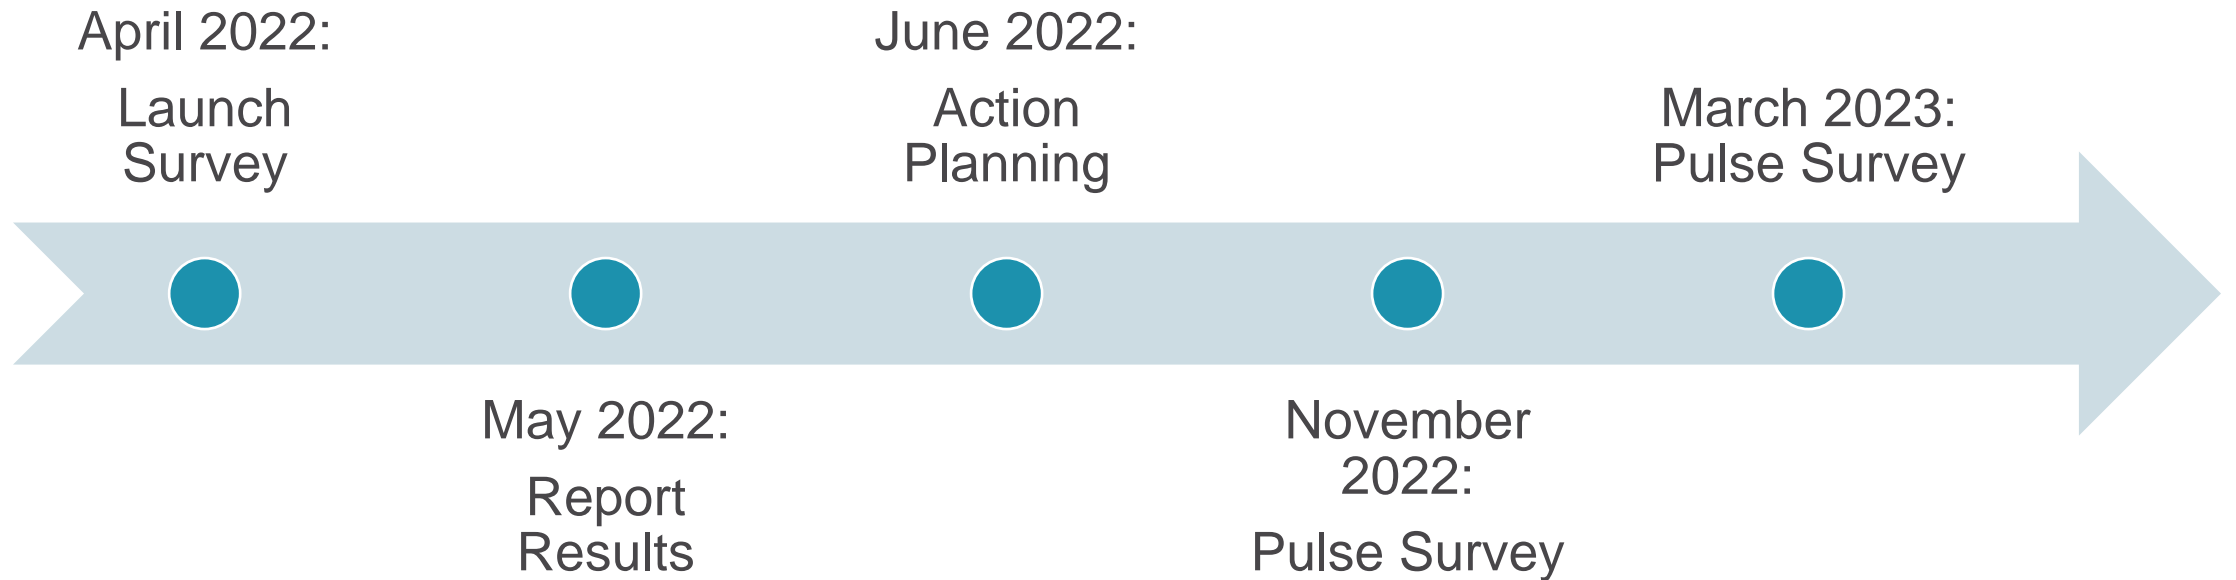 April 2022:
Launch
Survey
May 2022:
Report
Results
June 2022:
Action
Planning
November
2022:
Pulse Survey
March 2023:
Pulse Survey